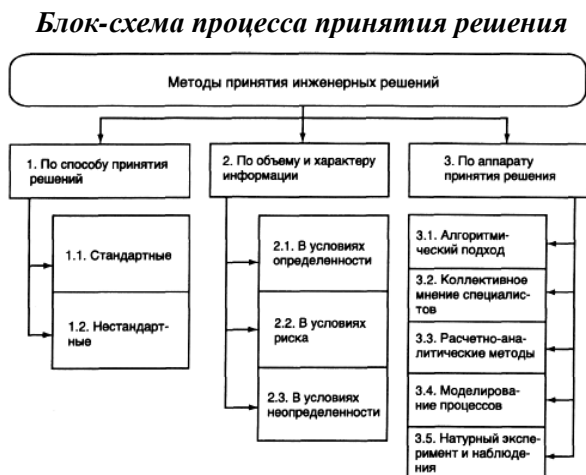 Блок-схема процесса принятия решения
Методы принятия инженерных решений
1. По способу принятия
решений
2. По объему и характеру
информации
3. По аппарату
принятия решения
1.1. Стандартные
1.2. Нестандарт-
ные
2.1. В условиях
определенности
2.2. В условиях
риска
2.3. В условиях
неопределенности
3.1. Алгоритми-
ческий подход
3.2. Коллективное
мнение специалис-
тов
3.3. Расчетно-ана-
литические методы
3.4. Моделирова-
ние процессов
3.5. Натурный экспе-
римент и наблюде-
ния